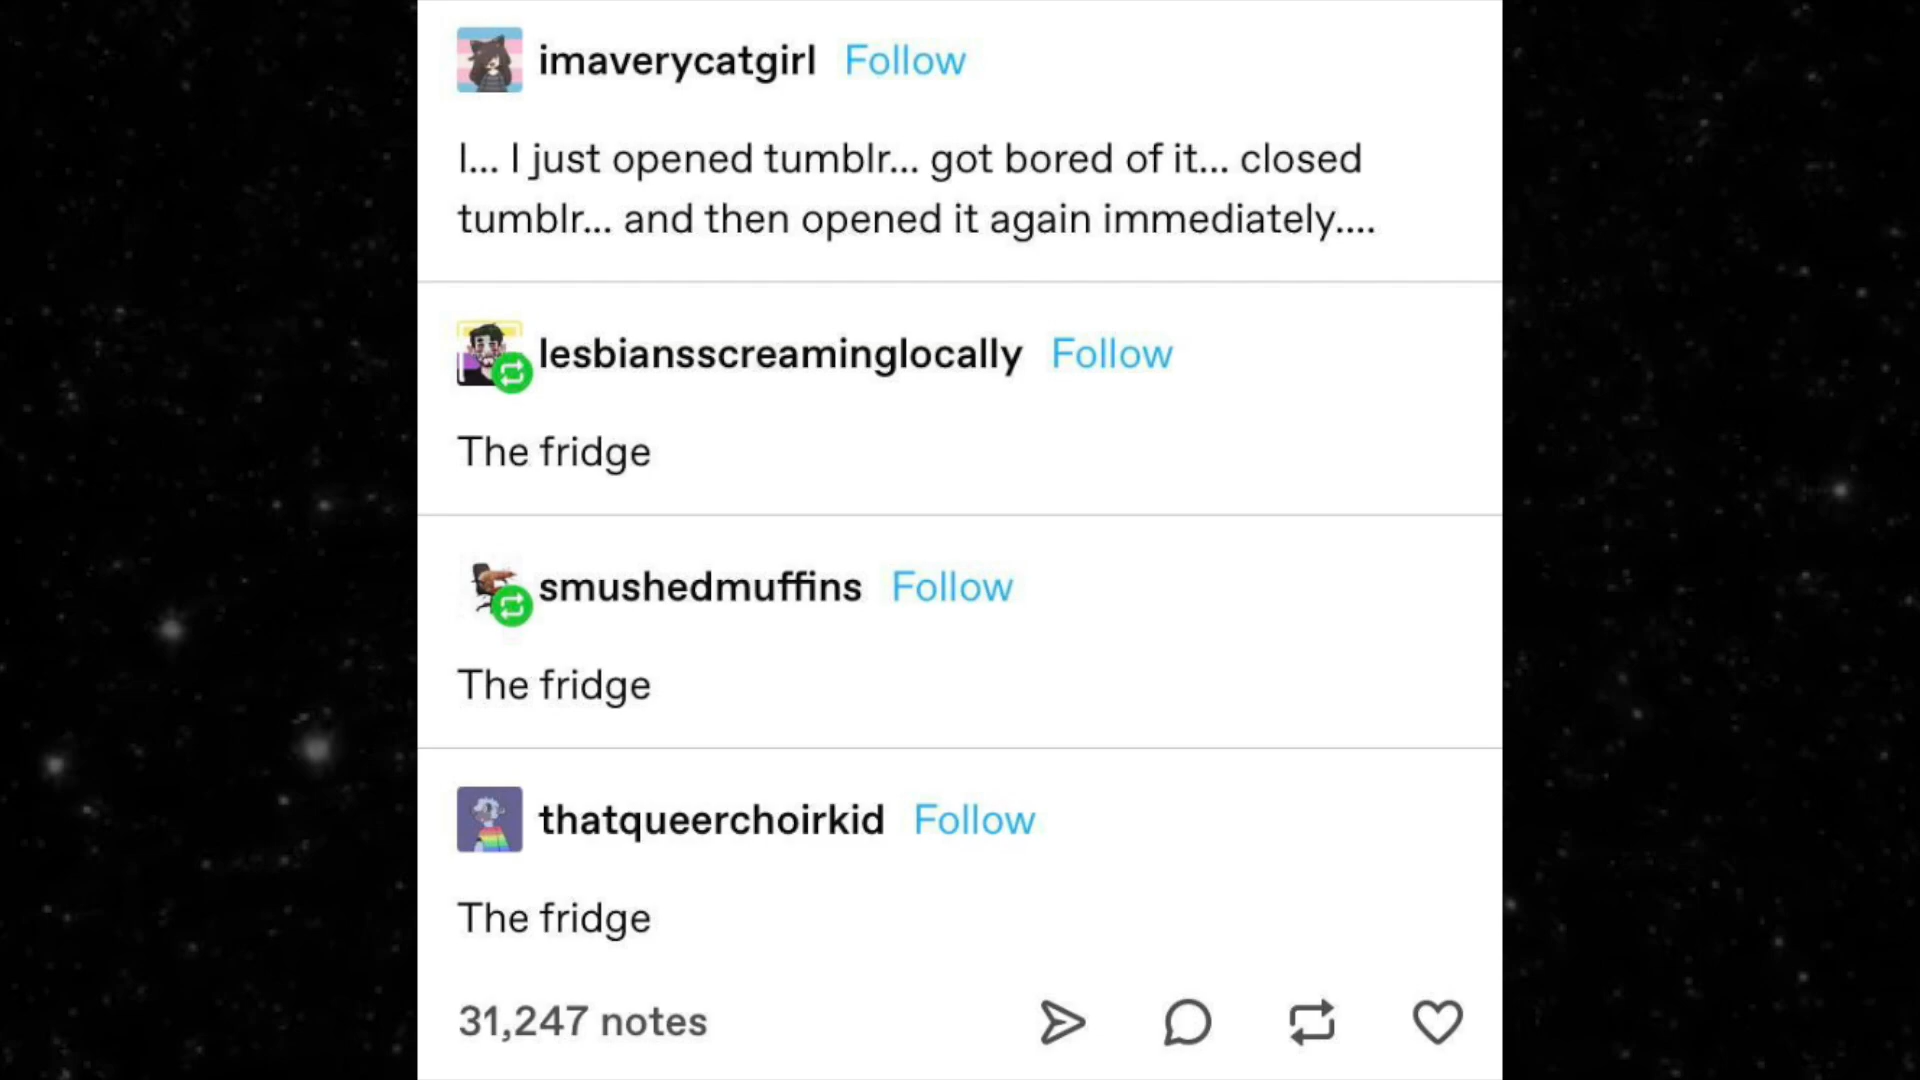 imaverycatgirl Follow
I... I just opened tumblr... got bored of it... closed
tumblr... and then opened it again immediately....
lesbiansscreaminglocally Follow
The fridge
smushedmuffins Follow
The fridge
thatqueerchoirkid Follow
The fridge
31,247 notes